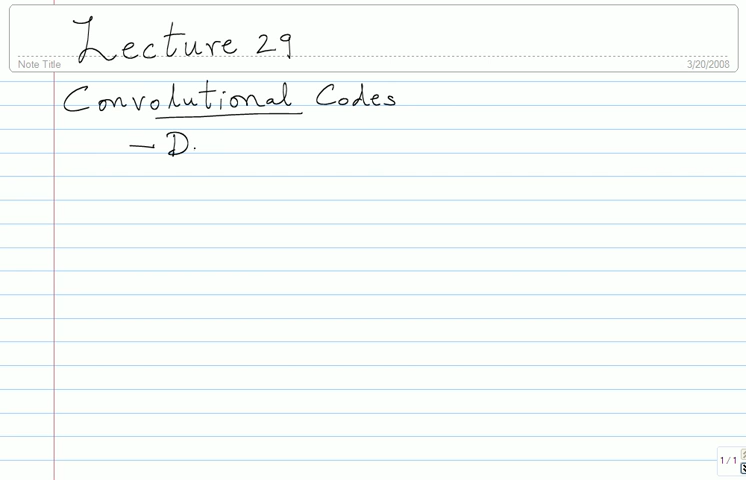 Lecture 29
Note Title
3/20/2008
Convolutional Codes
- D.
1/1